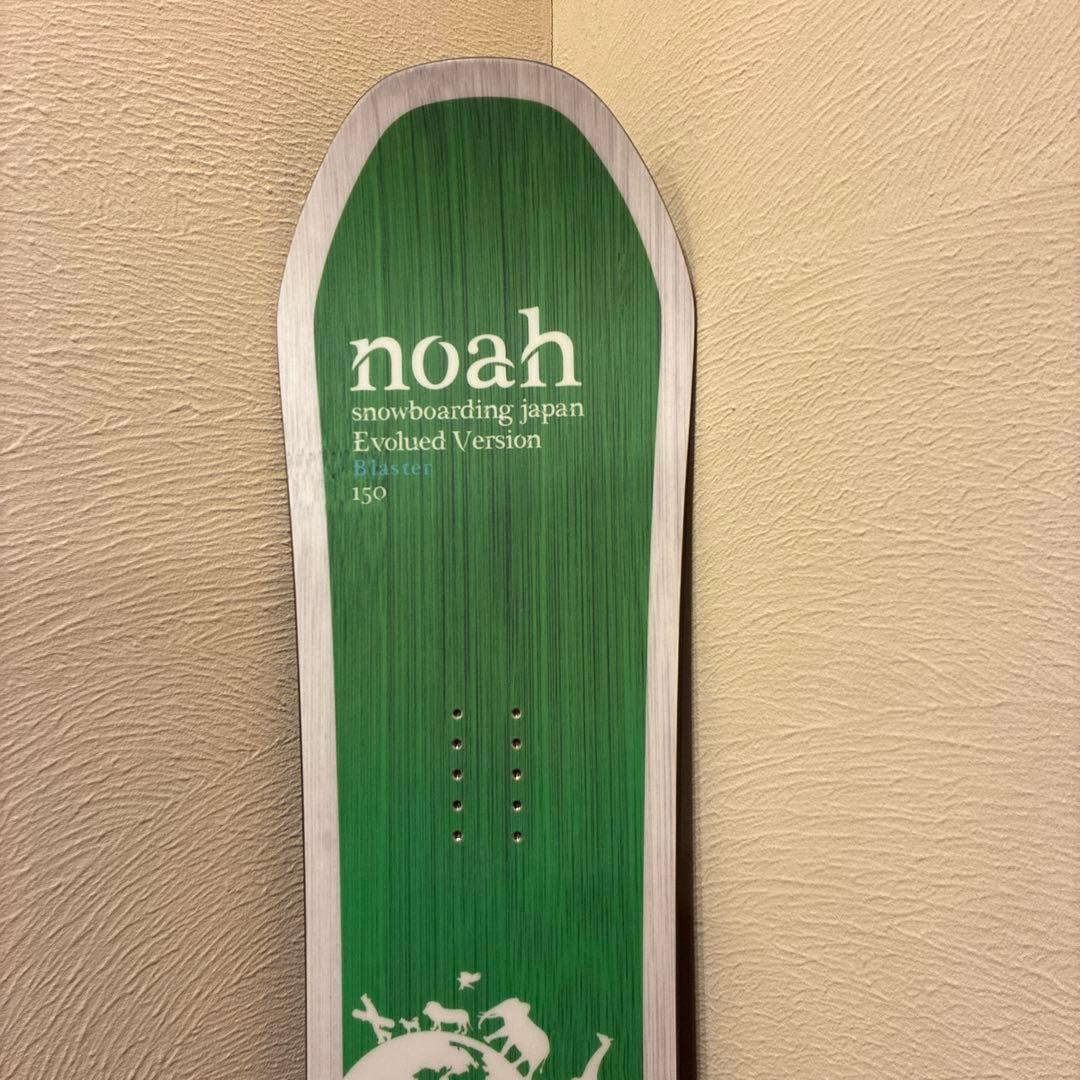 noah
snowboarding japan
Evolued Version
Blaster
150